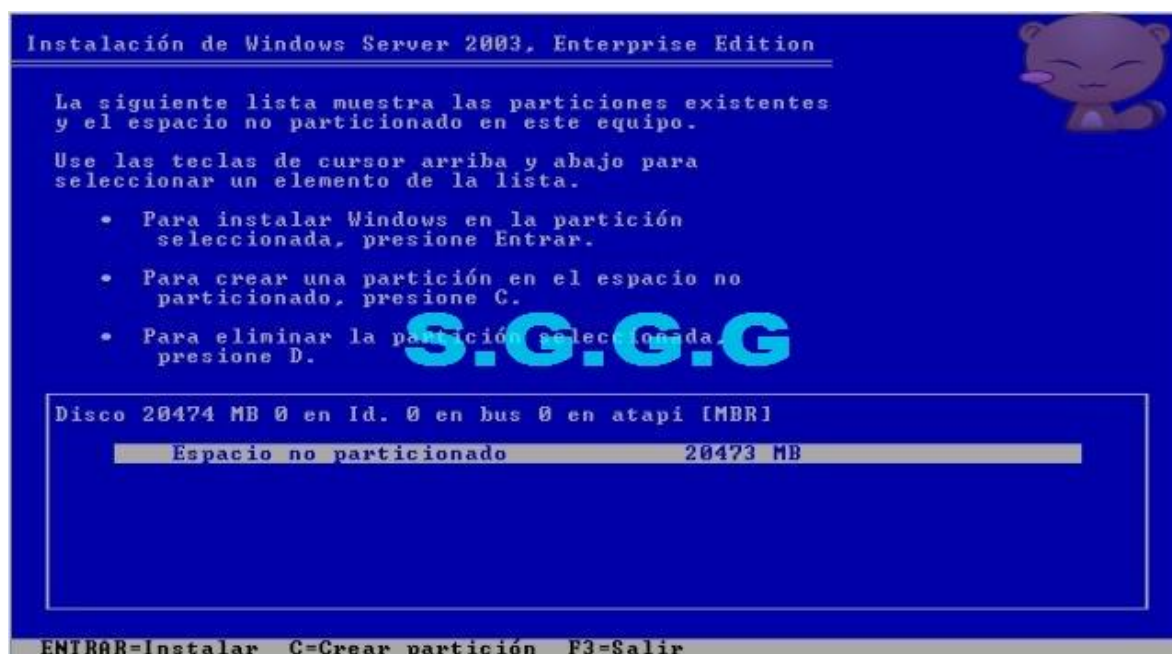 Instalación de Windows Server 2003, Enterprise Edition
La siguiente lista muestra las particiones existentes
y el espacio no particionado en este equipo.
Use las teclas de cursor arriba y abajo para
seleccionar un elemento de la lista.
• Para instalar Windows en la partición
seleccionada, presione Entrar.
• Para crear una partición en el espacio no
particionado, presione C.
• Para eliminar la partición seleccionada,
presione D.
S.G.G.G
Disco 20474 MB 0 en Id. 0 en bus 0 en atapi [MBR]
Espacio no particionado 20473 MB
ENTRAR=Instalar C=Crear partición F3=Salir